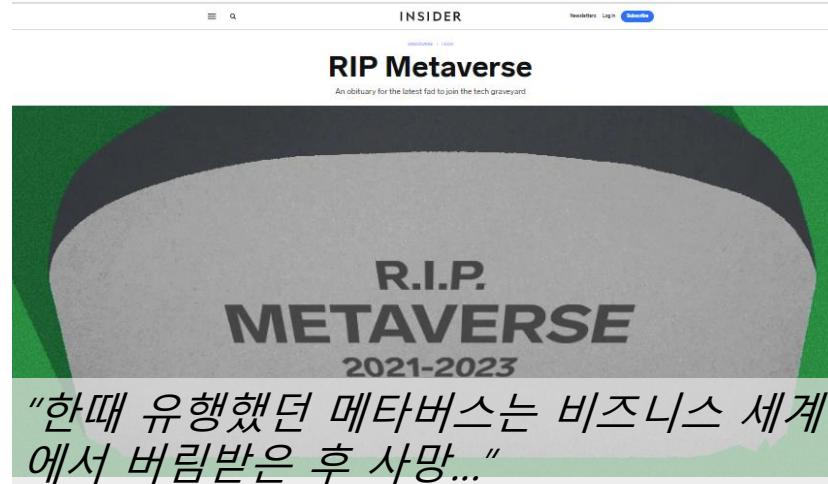 INSIDER
Newsletters Log in Subscribe
RIP Metaverse
An obituary for the latest fad to join the tech graveyard
R.I.P.
METAVERSE
2021-2023
"한때 유행했던 메타버스는 비즈니스 세계
에서 버림받은 후 사망..."